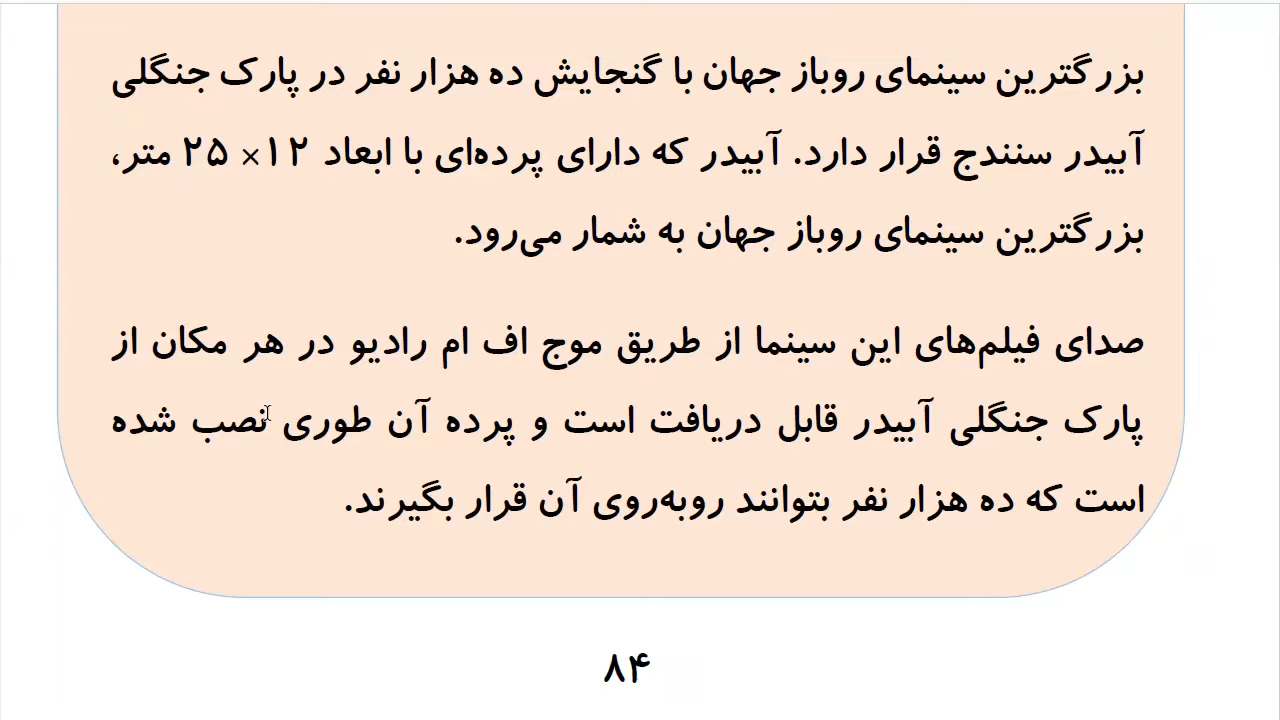 بزرگترین سینمای روباز جهان با گنجایش ده هزار نفر در پارک جنگلی
آبیدر سنندج قرار دارد. آبیدر که دارای پرده‌ای با ابعاد ۱۲× ۲۵ متر،
بزرگترین سینمای روباز جهان به شمار می‌رود.
صدای فیلم‌های این سینما از طریق موج اف ام رادیو در هر مکان از
پارک جنگلی آبیدر قابل دریافت است و پرده آن طوری نصب شده
است که ده هزار نفر بتوانند روبه‌روی آن قرار بگیرند.
۸۴